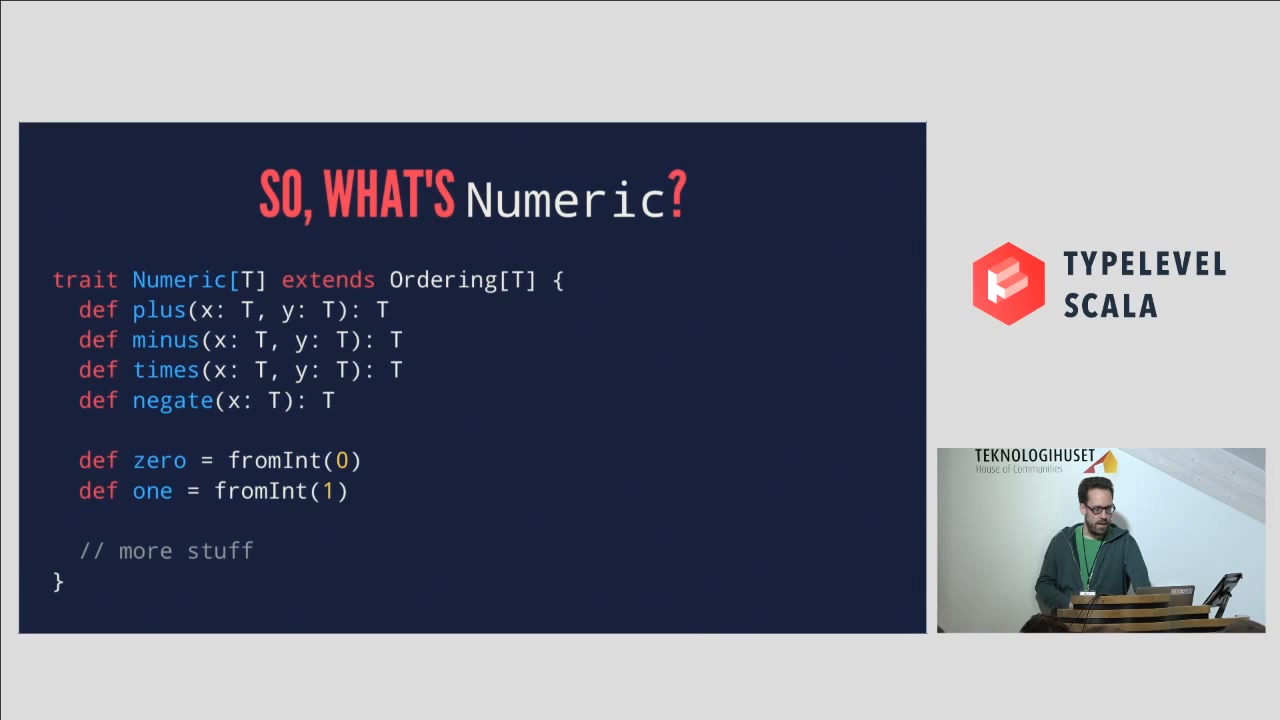 SO, WHAT'S Numeric?
trait Numeric[T] extends Ordering[T] {
def plus(x: T, y: T): T
def minus(x: T, y: T): T
def times(x: T, y: T): T
def negate(x: T): T
def zero = fromInt(0)
def one = fromInt(1)
// more stuff
}
TYPELEVEL
SCALA
TEKNOLOGIHUSET
House of Communities